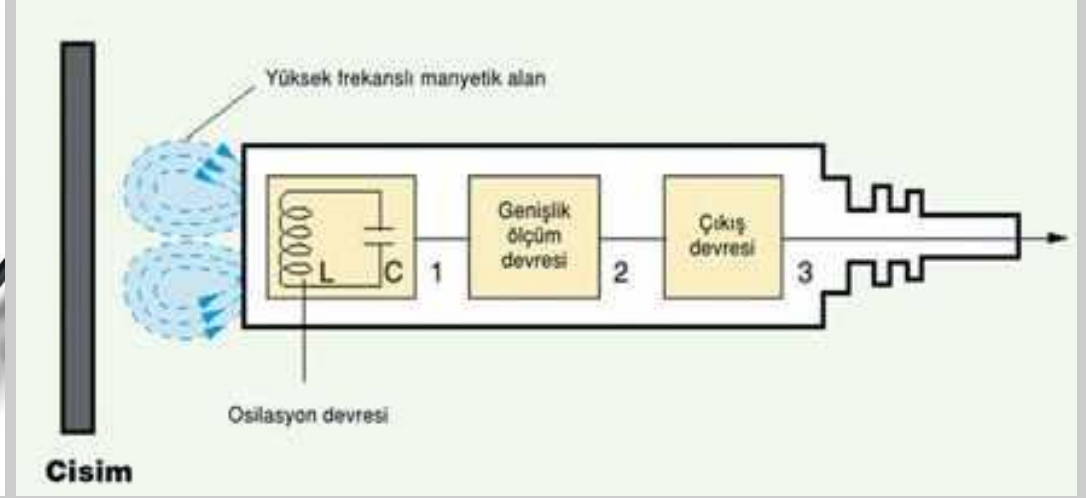 Yüksek frekanslı manyetik alan
Genişlik
ölçüm
devresi
Çıkış
devresi
L
C
1
2
3
Osilasyon devresi
Cisim